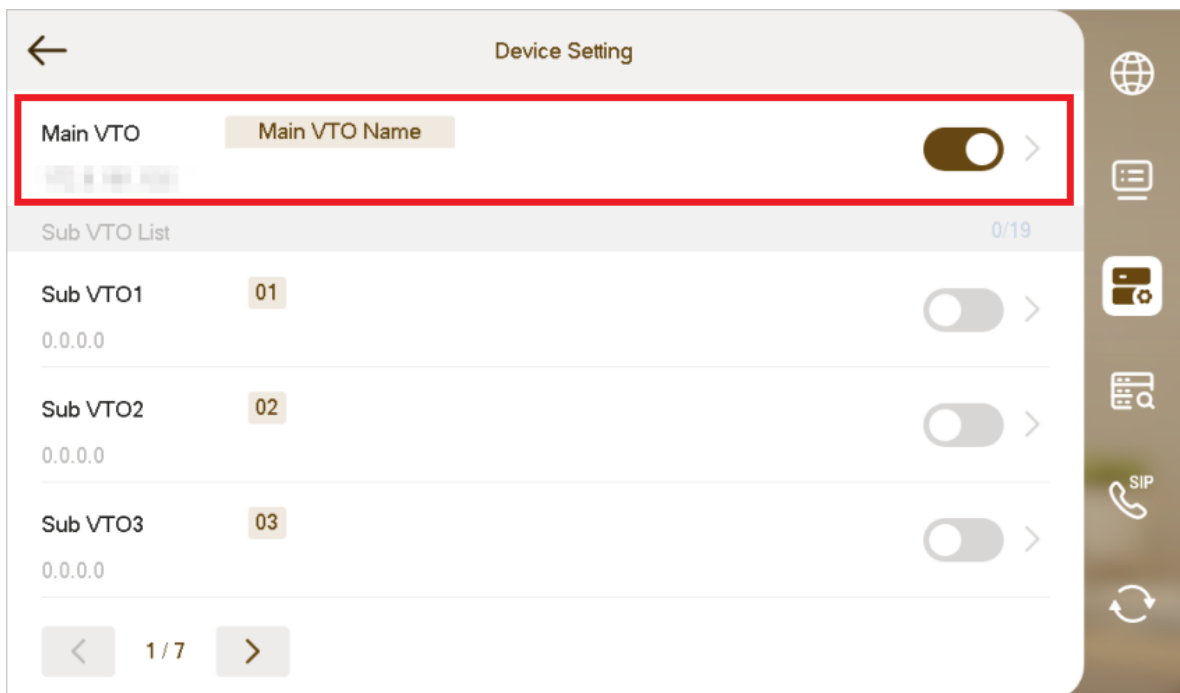 Device Setting
Main VTO Main VTO Name
Sub VTO List 0/19
Sub VTO1 01
0.0.0.0
Sub VTO2 02
0.0.0.0
SIP
Sub VTO3 03
0.0.0.0
1 / 7